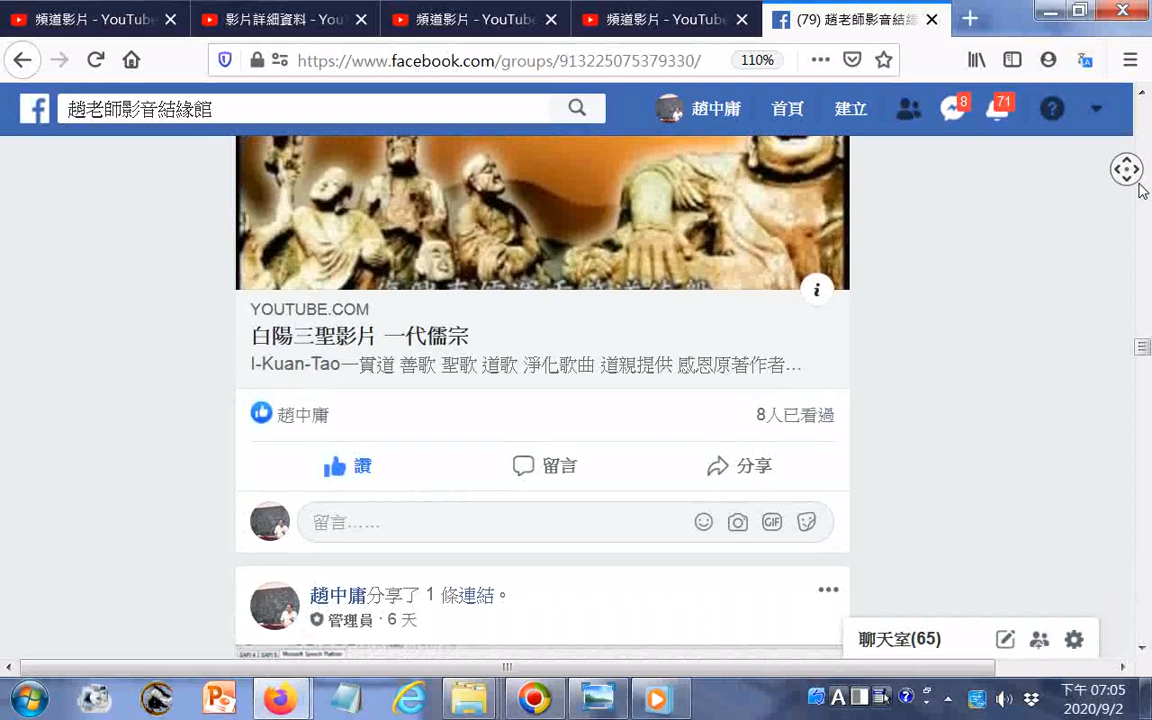 頻道影片 - YouTube
影片詳細資料 - YouT
頻道影片 - YouTube
頻道影片 - YouTube
(79) 趙老師影音結緣
https://www.facebook.com/groups/913225075379330/
110%
趙老師影音結緣館
趙中庸
首頁
建立
8
71
YOUTUBE.COM
白陽三聖影片 一代儒宗
I-Kuan-Tao一貫道 善歌 聖歌 道歌 淨化歌曲 道親提供 感恩原著作者...
趙中庸
8人已看過
讚
留言
分享
留言……
GIF
趙中庸分享了 1 條連結。
管理員 · 6 天
聊天室(65)
下午 07:05
2020/9/2